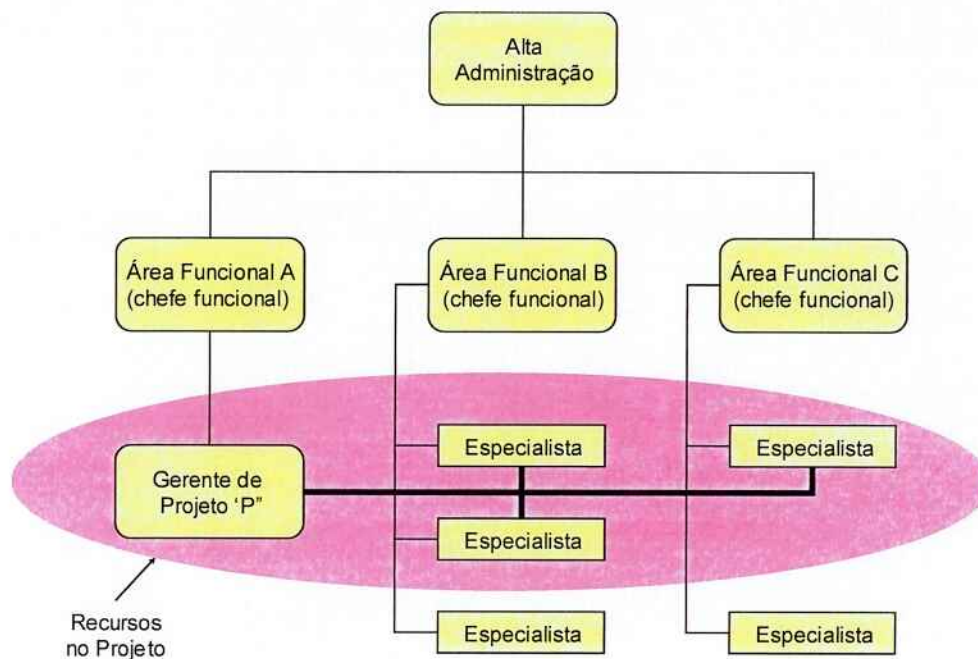 Alta
Administração
Área Funcional A
(chefe funcional)
Área Funcional B
(chefe funcional)
Área Funcional C
(chefe funcional)
Gerente de
Projeto ‘P”
Especialista
Especialista
Especialista
Especialista
Especialista
Recursos
no Projeto